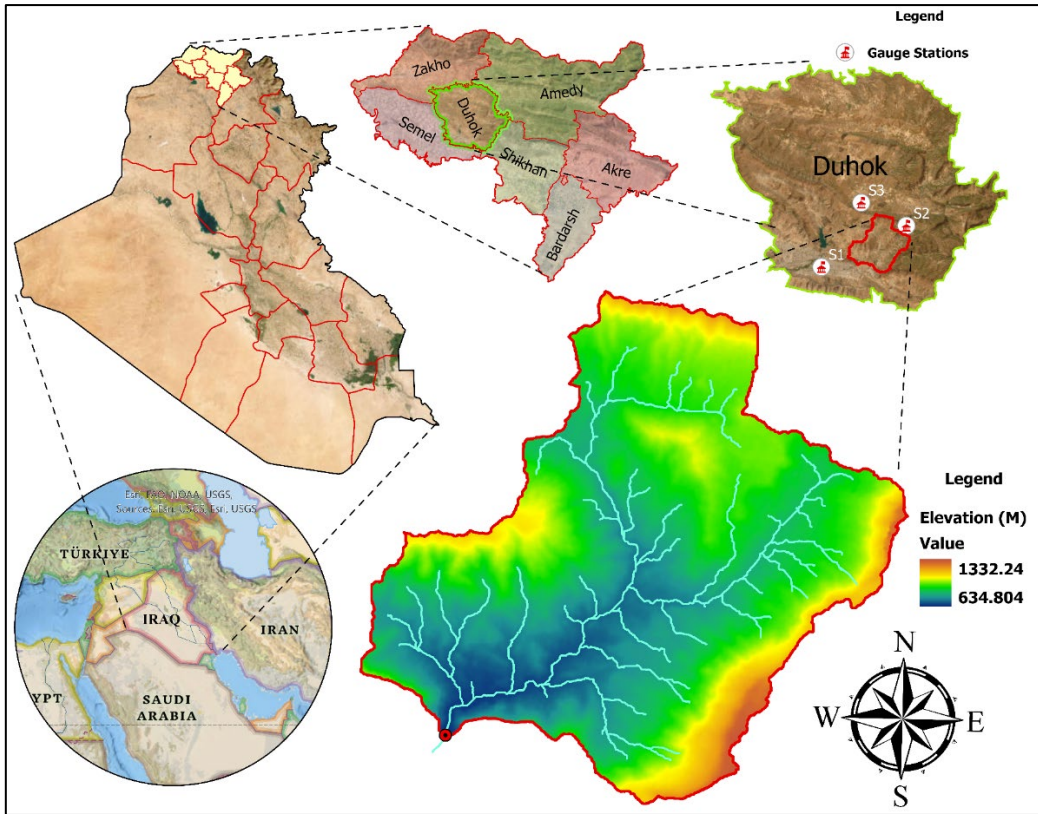 Legend
Gauge Stations
Zakho
Amedy
Duhok
Semel
Shikhan
Akre
Bardarsh
Duhok
S3
S2
S1
Esri, FAO, NOAA, USGS,
Sources: Esri, USGS, Esri, USGS
TÜRKIYE
IRAQ
IRAN
YPT
SAUDI
ARABIA
Legend
Elevation (M)
Value
1332.24
634.804
N
W
E
S